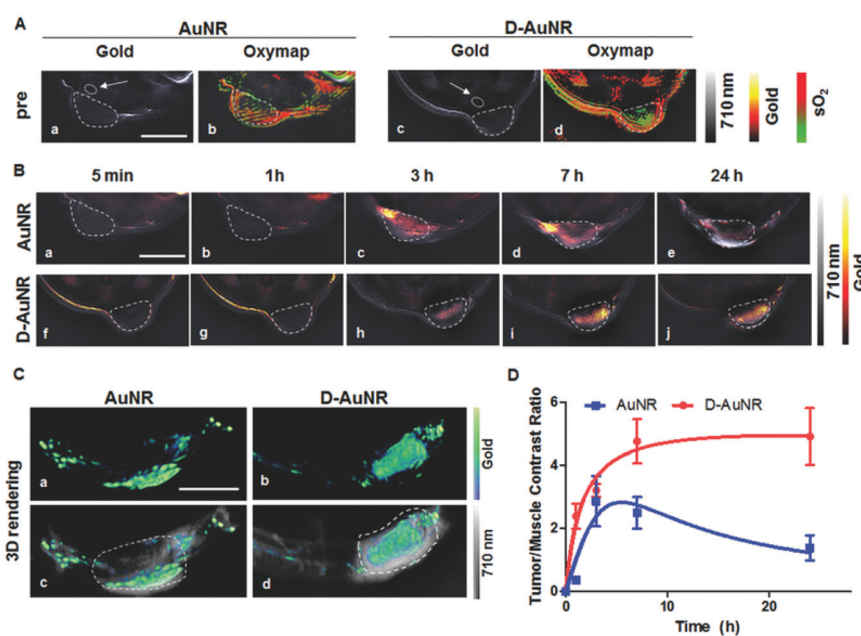 A
AuNR
D-AuNR
Gold
Oxymap
Gold
Oxymap
pre
a
b
c
d
710 nm
Gold
sO₂
B
5 min
1h
3 h
7 h
24 h
AuNR
a
b
c
d
e
D-AuNR
f
g
h
i
j
710 nm
Gold
C
AuNR
D-AuNR
3D rendering
a
b
Gold
c
d
710 nm
D
AuNR
D-AuNR
Tumor/Muscle Contrast Ratio
6
4
2
0
0
10
20
Time (h)